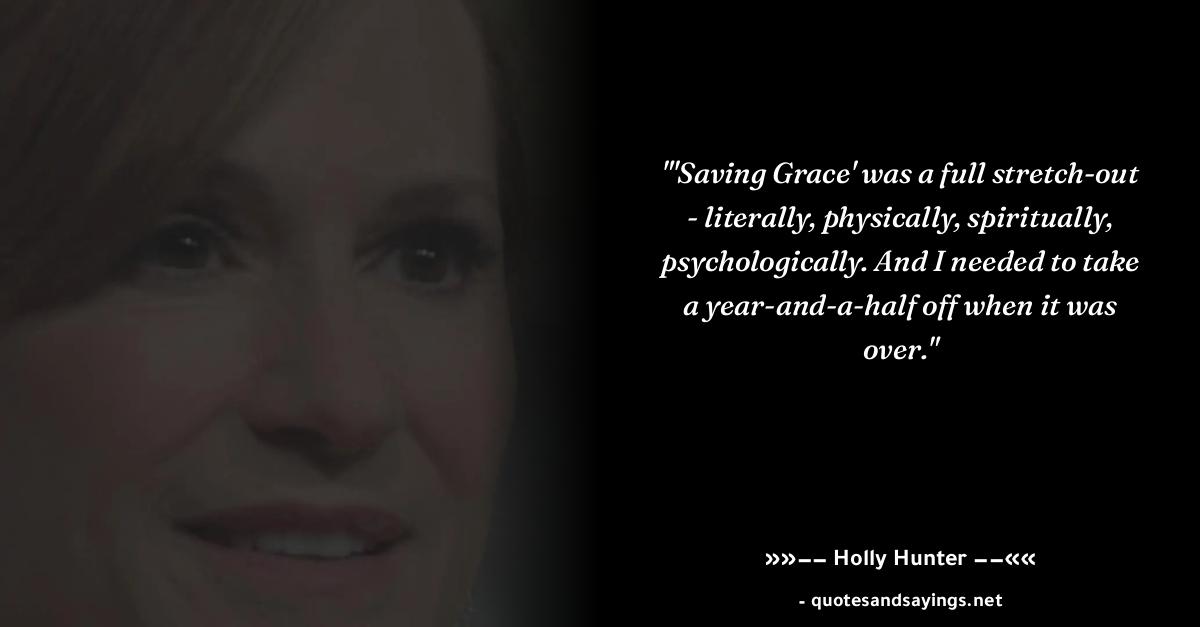 "'Saving Grace' was a full stretch-out
- literally, physically, spiritually,
psychologically. And I needed to take
a year-and-a-half off when it was
over."
»»−− Holly Hunter −−««
- quotesandsayings.net